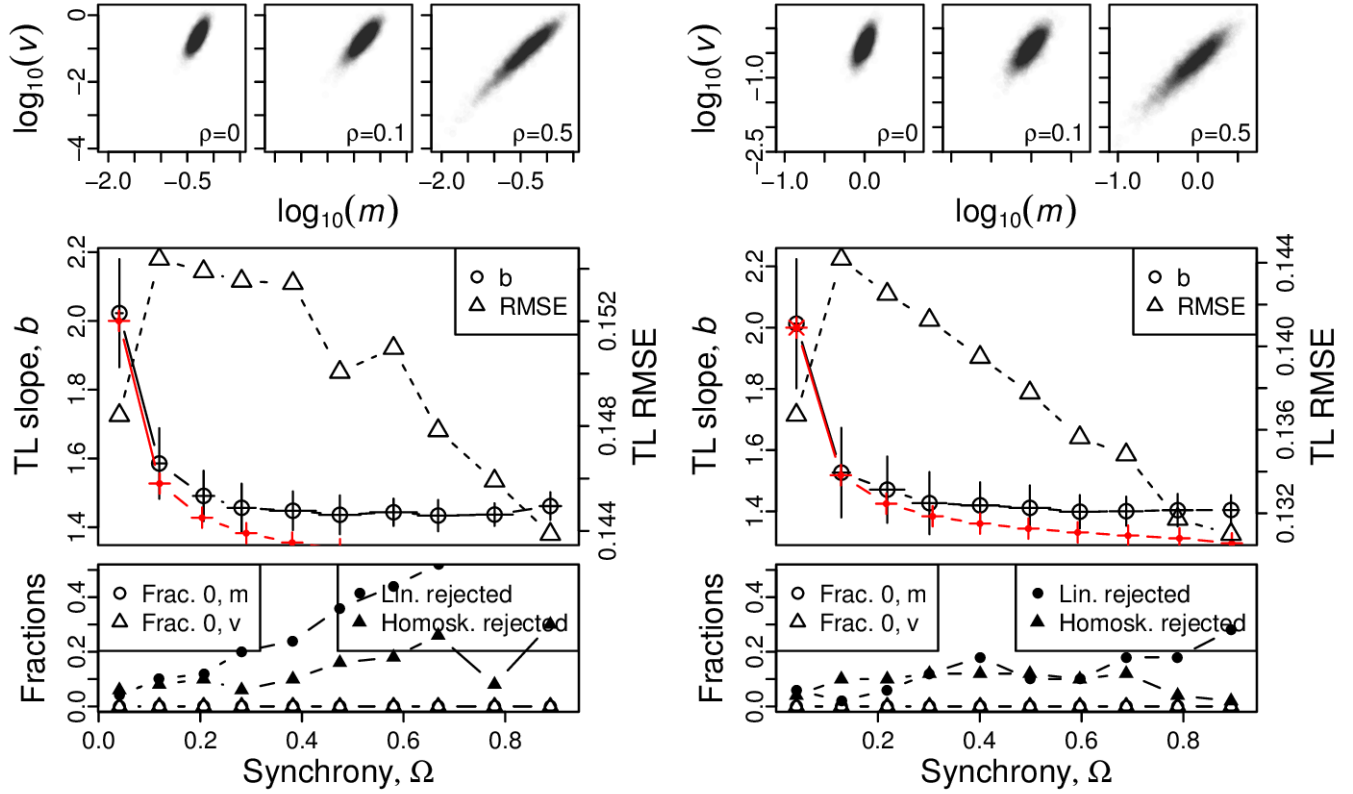 log10(v)
0
−2
−4
ρ=0
ρ=0.1
ρ=0.5
−2.0
−0.5
−2.0
−0.5
log10(m)
2.2
2.0
1.8
1.6
1.4
TL slope, b
b
RMSE
0.152
0.148
0.144
TL RMSE
0.4
0.2
0.0
Fractions
Frac. 0, m
Frac. 0, v
Lin. rejected
Homosk. rejected
0.0
0.2
0.4
0.6
0.8
Synchrony, Ω
log10(v)
−1.0
−2.5
ρ=0
ρ=0.1
ρ=0.5
−1.0
0.0
−1.0
0.0
log10(m)
2.2
2.0
1.8
1.6
1.4
TL slope, b
b
RMSE
0.144
0.140
0.136
0.132
TL RMSE
0.4
0.2
0.0
Fractions
Frac. 0, m
Frac. 0, v
Lin. rejected
Homosk. rejected
0.2
0.4
0.6
0.8
Synchrony, Ω